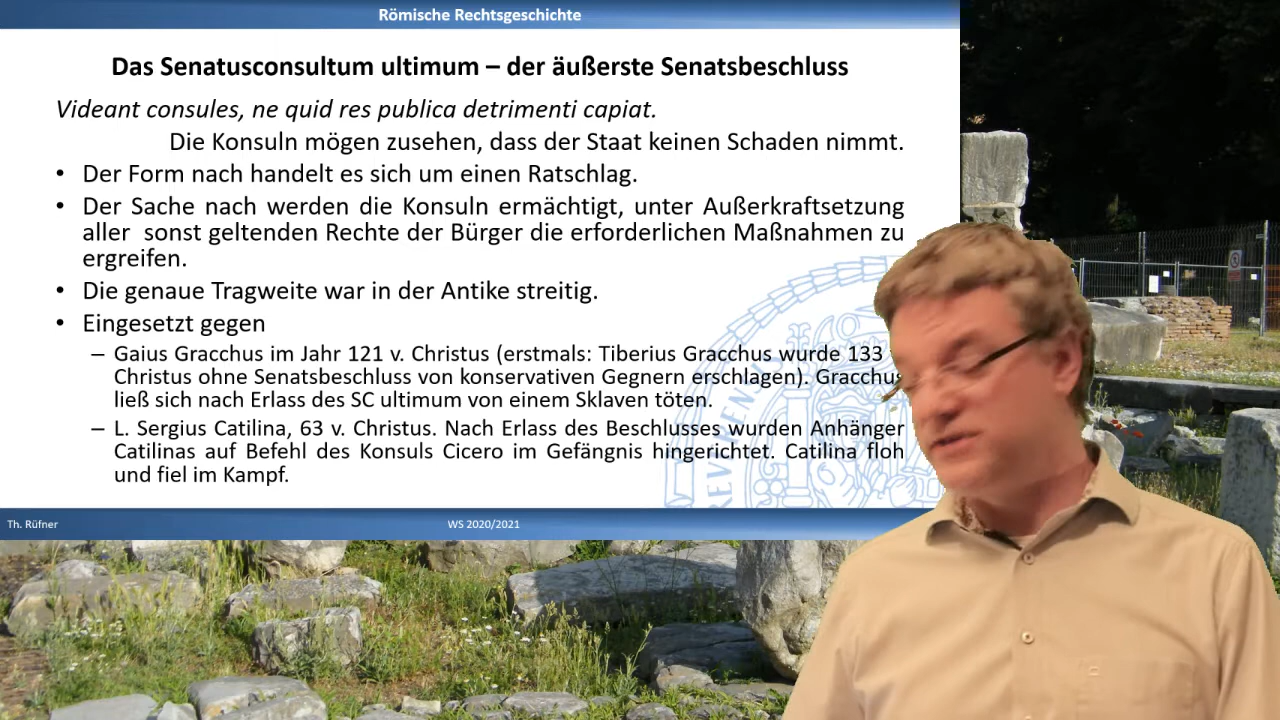 Römische Rechtsgeschichte
Das Senatusconsultum ultimum – der äußerste Senatsbeschluss
Videant consules, ne quid res publica detrimenti capiat.
Die Konsuln mögen zusehen, dass der Staat keinen Schaden nimmt.
• Der Form nach handelt es sich um einen Ratschlag.
• Der Sache nach werden die Konsuln ermächtigt, unter Außerkraftsetzung
aller sonst geltenden Rechte der Bürger die erforderlichen Maßnahmen zu
ergreifen.
• Die genaue Tragweite war in der Antike streitig.
• Eingesetzt gegen
– Gaius Gracchus im Jahr 121 v. Christus (erstmals: Tiberius Gracchus wurde 133
Christus ohne Senatsbeschluss von konservativen Gegnern erschlagen). Gracchus
ließ sich nach Erlass des SC ultimum von einem Sklaven töten.
– L. Sergius Catilina, 63 v. Christus. Nach Erlass des Beschlusses wurden Anhänger
Catilinas auf Befehl des Konsuls Cicero im Gefängnis hingerichtet. Catilina floh
und fiel im Kampf.
Th. Rüfner
WS 2020/2021